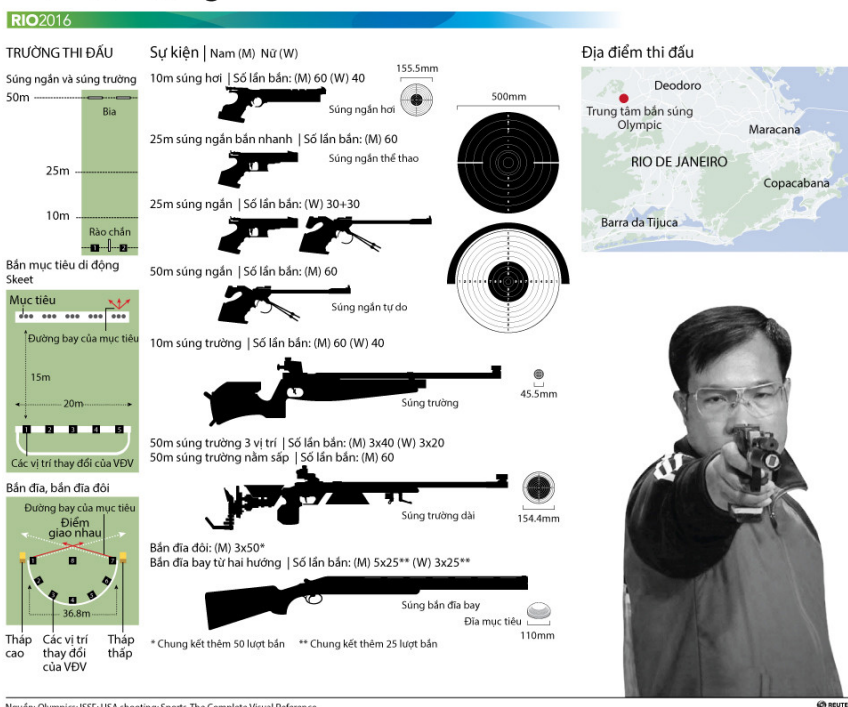 RIO2016
TRƯỜNG THI ĐẤU
Súng ngắn và súng trường
50m
Bia
25m
10m
Rào chắn
1 2
Bắn mục tiêu di động
Skeet
Mục tiêu
Đường bay của mục tiêu
15m
20m
1 2 3 4 5
Các vị trí thay đổi của VĐV
Bắn đĩa, bắn đĩa đôi
Đường bay của mục tiêu
Điểm
giao nhau
1 8 7
2 6
3 4 5
36.8m
Tháp
cao
Các vị trí
thay đổi
của VĐV
Tháp
thấp
Sự kiện | Nam (M) Nữ (W)
10m súng hơi | Số lần bắn: (M) 60 (W) 40
155.5mm
Súng ngắn hơi
25m súng ngắn bắn nhanh | Số lần bắn: (M) 60
Súng ngắn thể thao
500mm
25m súng ngắn | Số lần bắn: (W) 30+30
50m súng ngắn | Số lần bắn: (M) 60
Súng ngắn tự do
10m súng trường | Số lần bắn: (M) 60 (W) 40
Súng trường
45.5mm
50m súng trường 3 vị trí | Số lần bắn: (M) 3x40 (W) 3x20
50m súng trường nằm sấp | Số lần bắn: (M) 60
Súng trường dài
154.4mm
Bắn đĩa đôi: (M) 3x50*
Bắn đĩa bay từ hai hướng | Số lần bắn: (M) 5x25** (W) 3x25**
Súng bắn đĩa bay
Đĩa mục tiêu
110mm
* Chung kết thêm 50 lượt bắn ** Chung kết thêm 25 lượt bắn
Địa điểm thi đấu
Deodoro
Trung tâm bắn súng
Olympic
Maracana
RIO DE JANEIRO
Copacabana
Barra da Tijuca